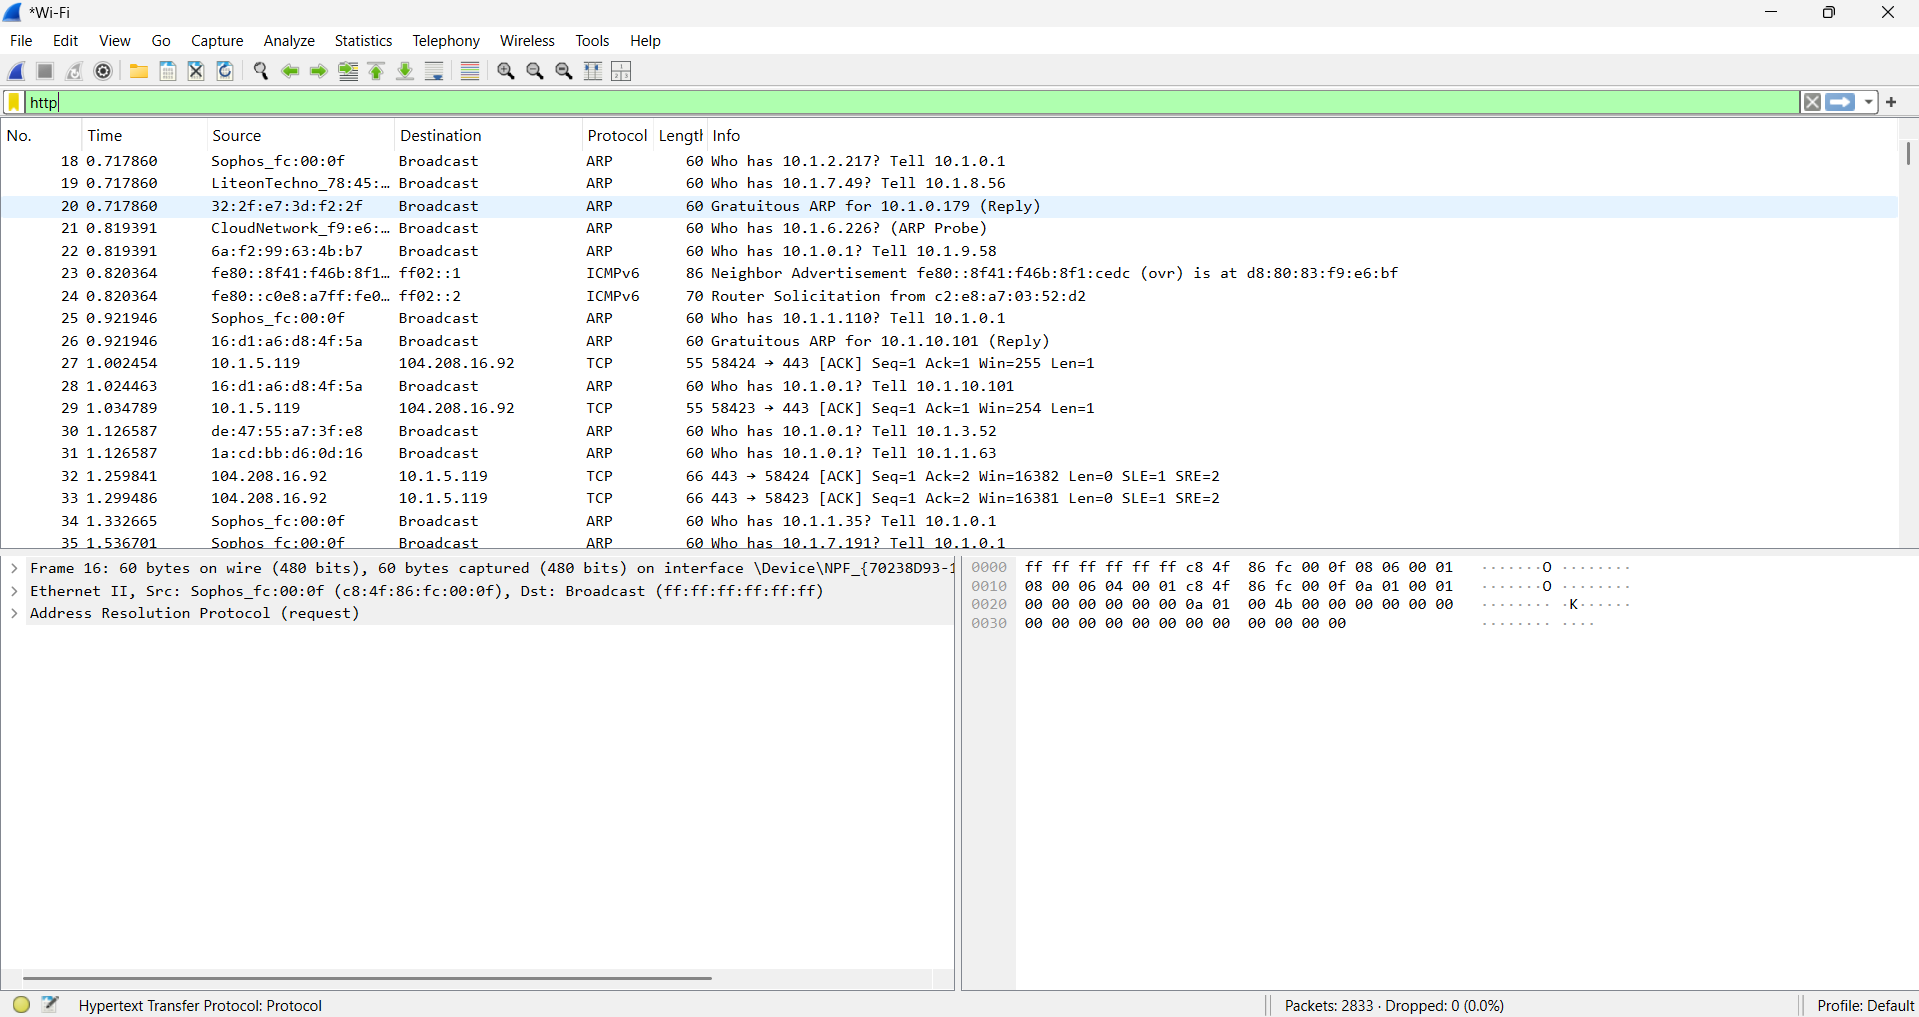 *Wi-Fi
File Edit View Go Capture Analyze Statistics Telephony Wireless Tools Help
http
No. Time Source Destination Protocol Length Info
18 0.717860 Sophos_fc:00:0f Broadcast ARP 60 Who has 10.1.2.217? Tell 10.1.0.1
19 0.717860 LiteonTechno_78:45:… Broadcast ARP 60 Who has 10.1.7.49? Tell 10.1.8.56
20 0.717860 32:2f:e7:3d:f2:2f Broadcast ARP 60 Gratuitous ARP for 10.1.0.179 (Reply)
21 0.819391 CloudNetwork_f9:e6:… Broadcast ARP 60 Who has 10.1.6.226? (ARP Probe)
22 0.819391 6a:f2:99:63:4b:b7 Broadcast ARP 60 Who has 10.1.0.1? Tell 10.1.9.58
23 0.820364 fe80::8f41:f46b:8f1… ff02::1 ICMPv6 86 Neighbor Advertisement fe80::8f41:f46b:8f1:cedc (ovr) is at d8:80:83:f9:e6:bf
24 0.820364 fe80::c0e8:a7ff:fe0… ff02::2 ICMPv6 70 Router Solicitation from c2:e8:a7:03:52:d2
25 0.921946 Sophos_fc:00:0f Broadcast ARP 60 Who has 10.1.1.110? Tell 10.1.0.1
26 0.921946 16:d1:a6:d8:4f:5a Broadcast ARP 60 Gratuitous ARP for 10.1.10.101 (Reply)
27 1.002454 10.1.5.119 104.208.16.92 TCP 55 58424 → 443 [ACK] Seq=1 Ack=1 Win=255 Len=1
28 1.024463 16:d1:a6:d8:4f:5a Broadcast ARP 60 Who has 10.1.0.1? Tell 10.1.10.101
29 1.034789 10.1.5.119 104.208.16.92 TCP 55 58423 → 443 [ACK] Seq=1 Ack=1 Win=254 Len=1
30 1.126587 de:47:55:a7:3f:e8 Broadcast ARP 60 Who has 10.1.0.1? Tell 10.1.3.52
31 1.126587 1a:cd:bb:d6:0d:16 Broadcast ARP 60 Who has 10.1.0.1? Tell 10.1.1.63
32 1.259841 104.208.16.92 10.1.5.119 TCP 66 443 → 58424 [ACK] Seq=1 Ack=2 Win=16382 Len=0 SLE=1 SRE=2
33 1.299486 104.208.16.92 10.1.5.119 TCP 66 443 → 58423 [ACK] Seq=1 Ack=2 Win=16381 Len=0 SLE=1 SRE=2
34 1.332665 Sophos_fc:00:0f Broadcast ARP 60 Who has 10.1.1.35? Tell 10.1.0.1
35 1.536701 Sophos_fc:00:0f Broadcast ARP 60 Who has 10.1.7.191? Tell 10.1.0.1
Frame 16: 60 bytes on wire (480 bits), 60 bytes captured (480 bits) on interface \Device\NPF_{70238D93-1
Ethernet II, Src: Sophos_fc:00:0f (c8:4f:86:fc:00:0f), Dst: Broadcast (ff:ff:ff:ff:ff:ff)
Address Resolution Protocol (request)
0000 ff ff ff ff ff ff c8 4f 86 fc 00 0f 08 06 00 01 ·······O ········
0010 08 00 06 04 00 01 c8 4f 86 fc 00 0f 0a 01 00 01 ·······O ········
0020 00 00 00 00 00 00 0a 01 00 4b 00 00 00 00 00 00 ········ ·K······
0030 00 00 00 00 00 00 00 00 00 00 00 00 ········ ····
Hypertext Transfer Protocol: Protocol
Packets: 2833 · Dropped: 0 (0.0%)
Profile: Default